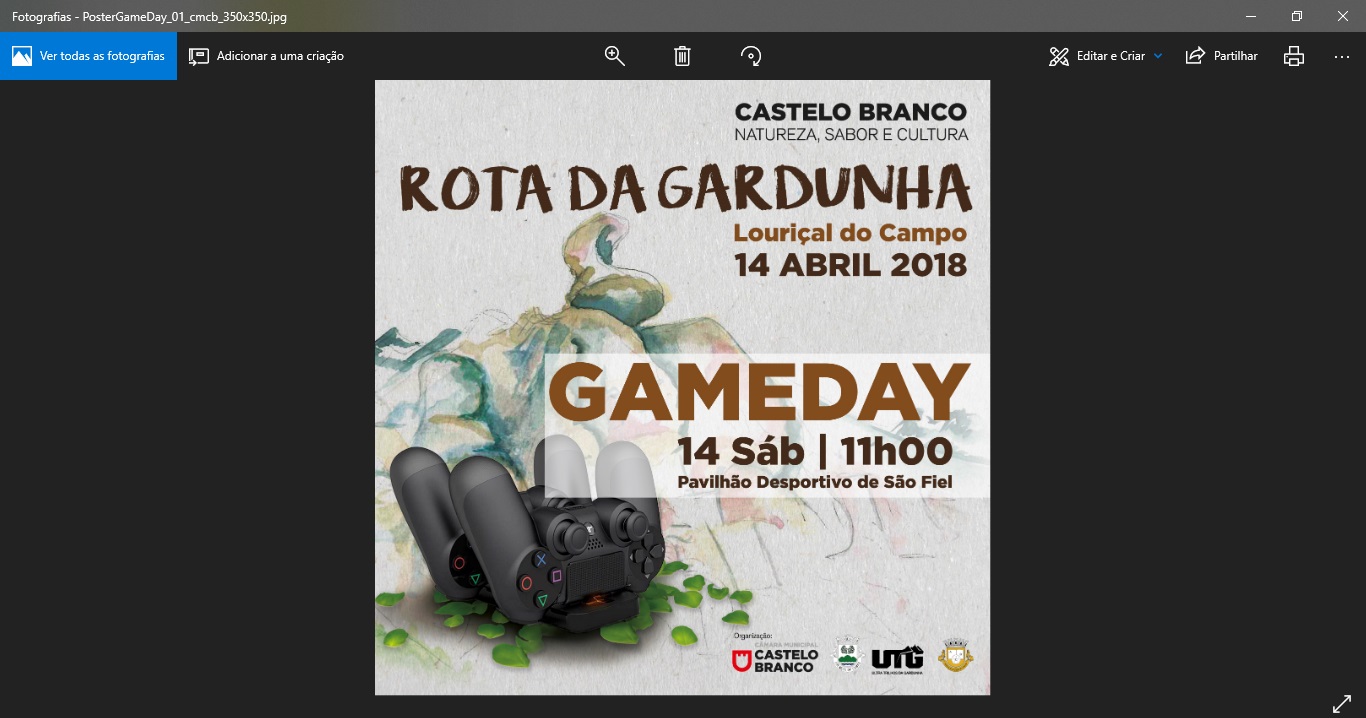 Fotografias - PosterGameDay_01_cmcb_350x350.jpg
Ver todas as fotografias
Adicionar a uma criação
Editar e Criar
Partilhar
CASTELO BRANCO
NATUREZA, SABOR E CULTURA
ROTA DA GARDUNHA
Louriçal do Campo
14 ABRIL 2018
GAMEDAY
14 Sáb | 11h00
Pavilhão Desportivo de São Fiel
Organização:
CÂMARA MUNICIPAL
CASTELO
BRANCO
UTG